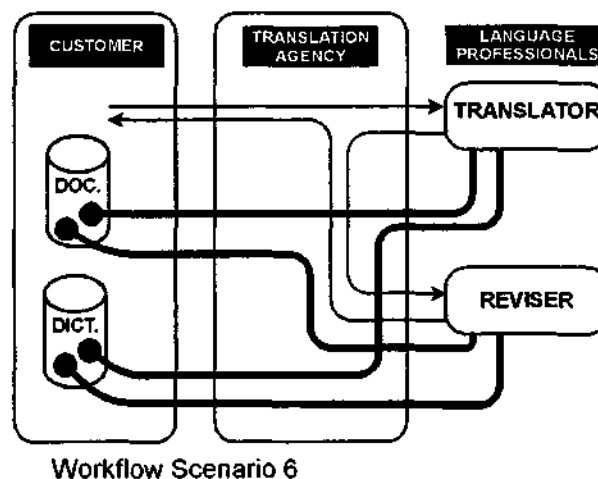 CUSTOMER
TRANSLATION
AGENCY
LANGUAGE
PROFESSIONALS
TRANSLATOR
DOC.
REVISER
DICT.
Workflow Scenario 6